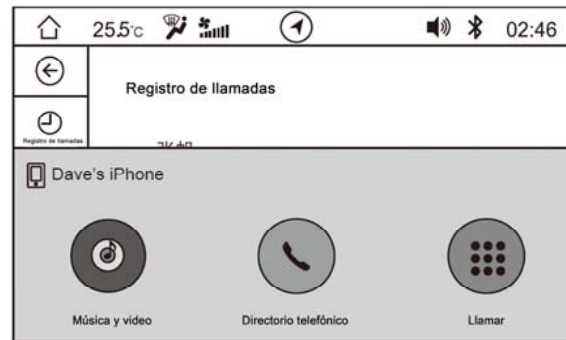 25.5°c 02:46
Registro de llamadas
Registro de llamadas
Dave's iPhone
Música y video Directorio telefónico Llamar